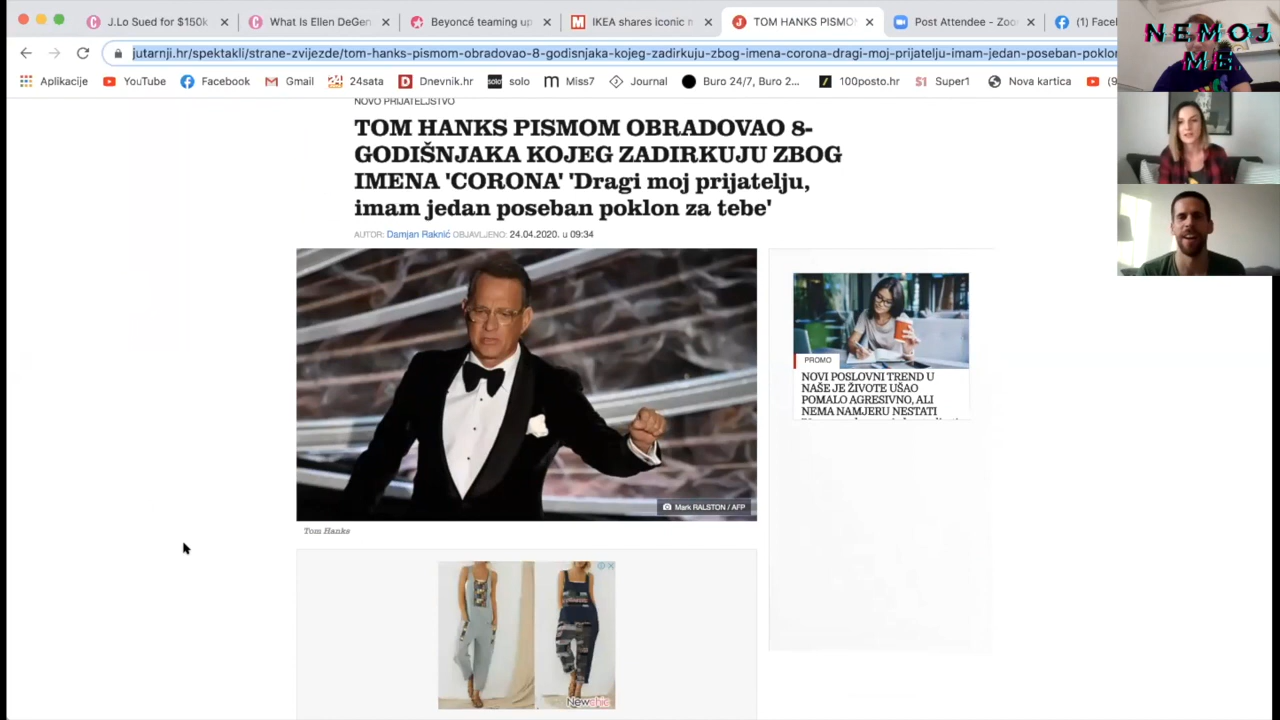 J.Lo Sued for $150k
What Is Ellen DeGen
Beyoncé teaming up
IKEA shares iconic m
TOM HANKS PISMO
Post Attendee - Zoo
(1) Facel
jutarnji.hr/spektakli/strane-zvijezde/tom-hanks-pismom-obradovao-8-godisnjaka-kojeg-zadirkuju-zbog-imena-corona-dragi-moj-prijatelju-imam-jedan-poseban-poklon
NEMOJ
ME
Aplikacije
YouTube
Facebook
Gmail
24sata
Dnevnik.hr
solo
Miss7
Journal
Buro 24/7, Buro 2...
100posto.hr
Super1
Nova kartica
NOVO PRIJATELJSTVO
TOM HANKS PISMOM OBRADOVAO 8-
GODIŠNJAKA KOJEG ZADIRKUJU ZBOG
IMENA 'CORONA' 'Dragi moj prijatelju,
imam jedan poseban poklon za tebe'
AUTOR: Damjan Raknić OBJAVLJENO: 24.04.2020. u 09:34
Mark RALSTON / AFP
Tom Hanks
PROMO
NOVI POSLOVNI TREND U
NAŠE JE ŽIVOTE UŠAO
POMALO AGRESIVNO, ALI
NEMA NAMJERU NESTATI
Newchic